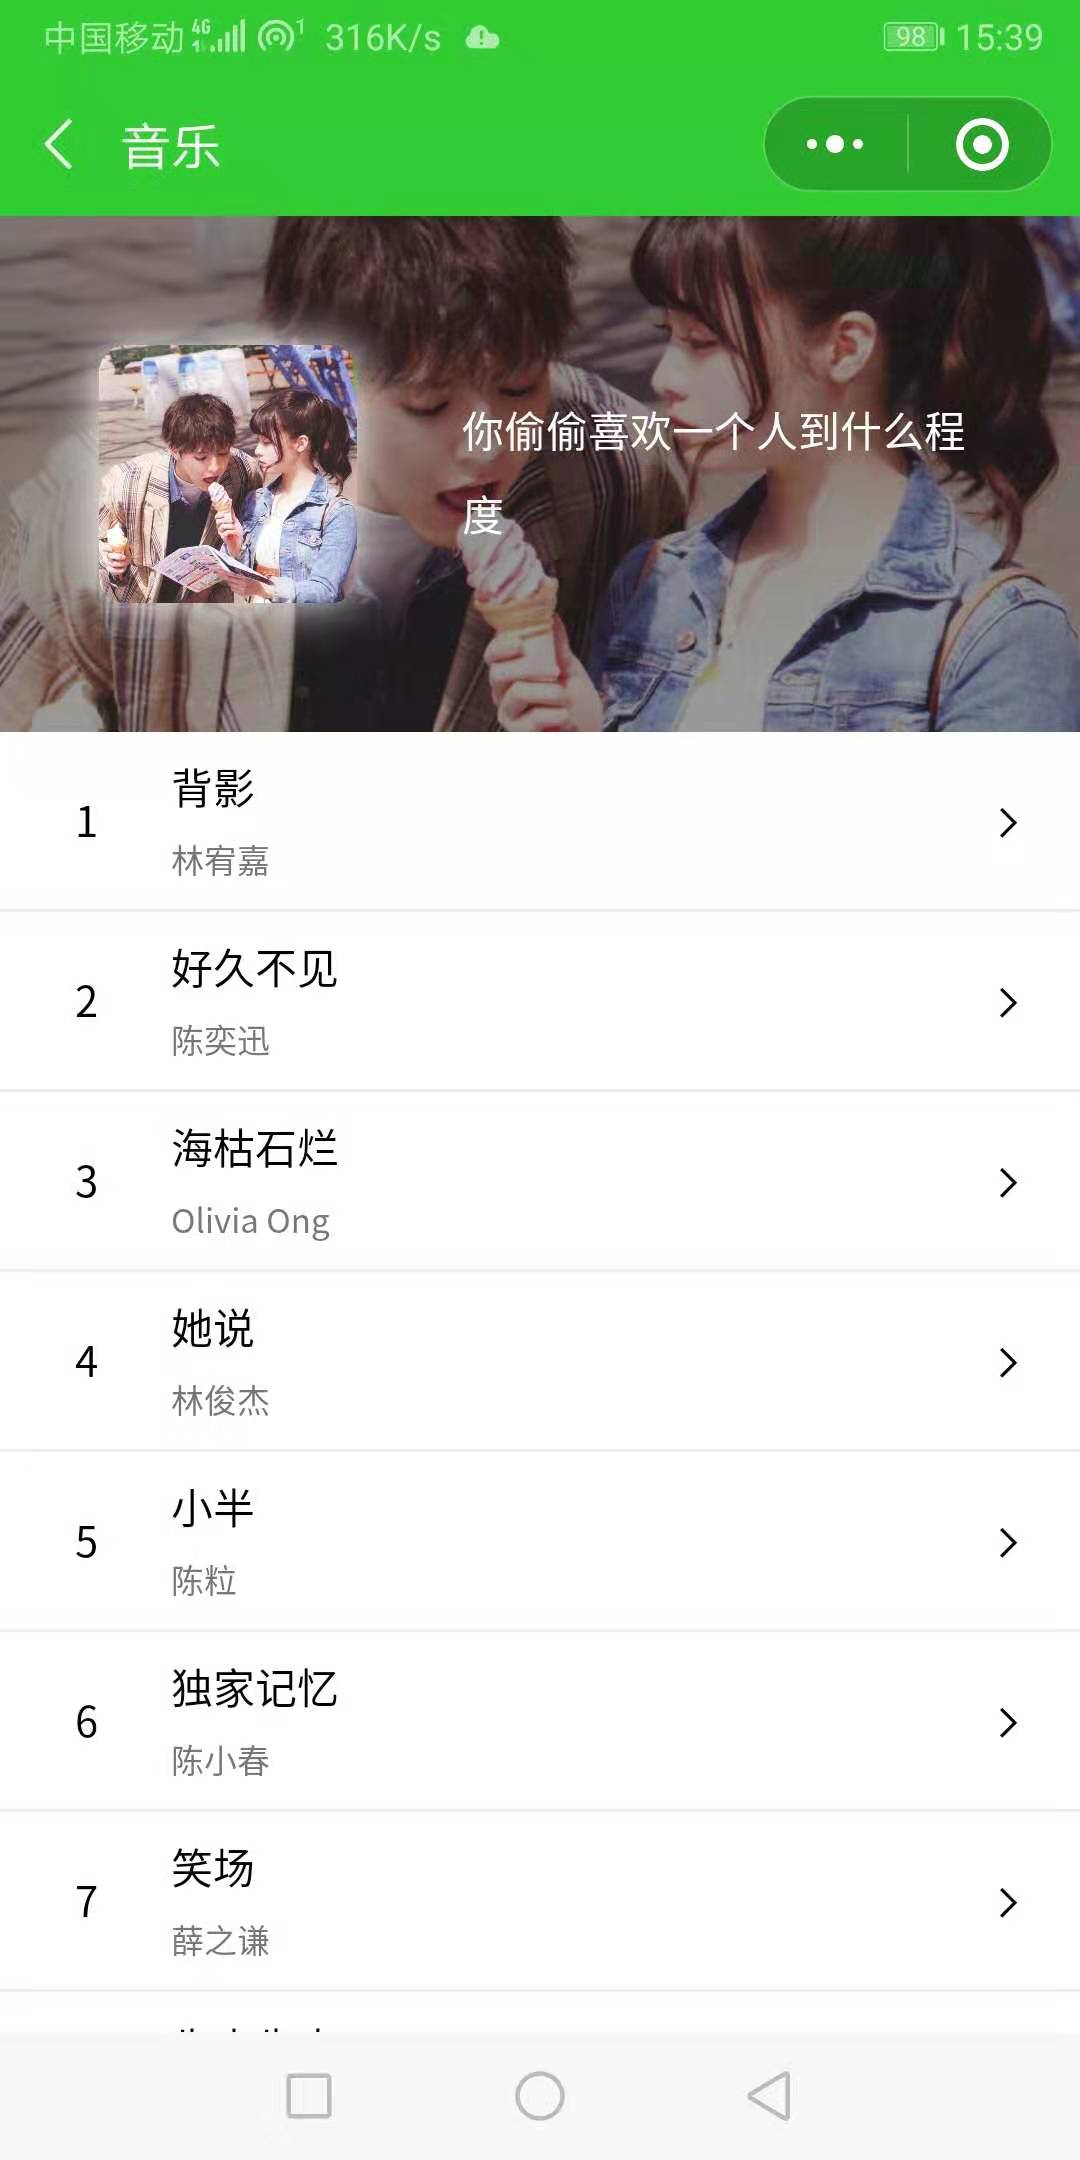 中国移动 4G 1 316K/s 98 15:39
音乐
你偷偷喜欢一个人到什么程
度
1
背影
林宥嘉
2
好久不见
陈奕迅
3
海枯石烂
Olivia Ong
4
她说
林俊杰
5
小半
陈粒
6
独家记忆
陈小春
7
笑场
薛之谦